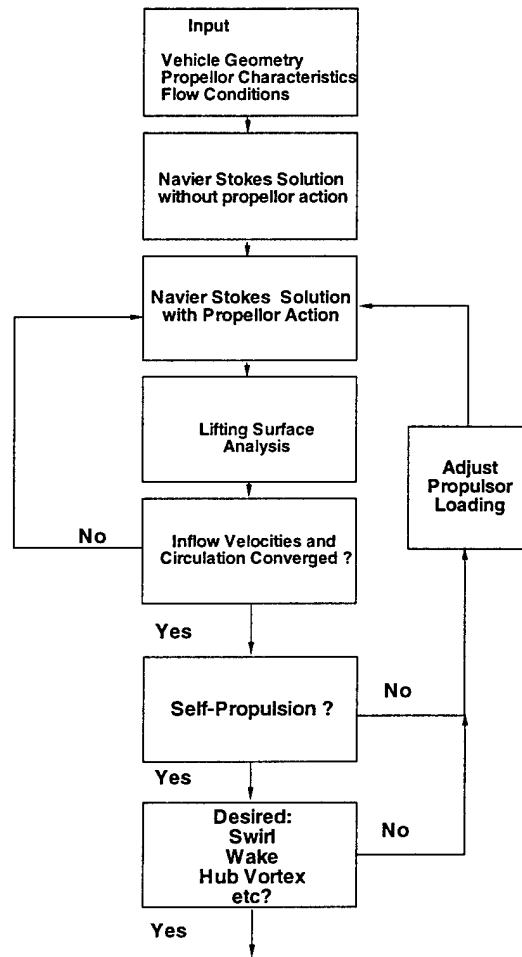 Input
Vehicle Geometry
Propellor Characteristics
Flow Conditions
Navier Stokes Solution
without propellor action
Navier Stokes Solution
with Propellor Action
Lifting Surface
Analysis
Adjust
Propulsor
Loading
No
Inflow Velocities and
Circulation Converged ?
Yes
Self-Propulsion ?
No
Yes
Desired:
Swirl
Wake
Hub Vortex
etc?
No
Yes